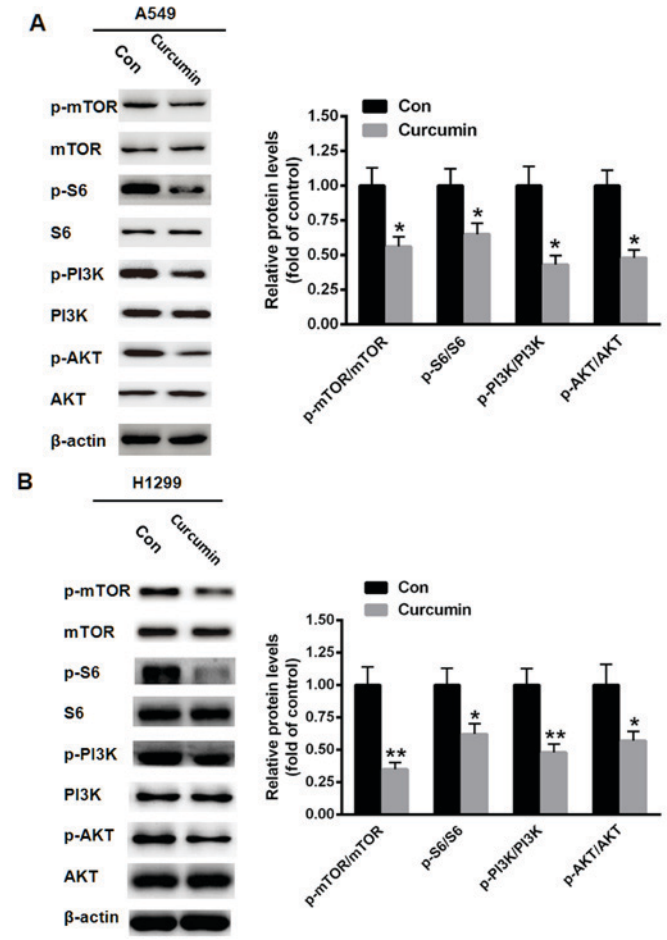 A
A549
Con
Curcumin
p-mTOR
mTOR
p-S6
S6
p-PI3K
PI3K
p-AKT
AKT
β-actin
Con
Curcumin
Relative protein levels
(fold of control)
1.50
1.25
1.00
0.75
0.50
0.25
0.00
*
*
*
*
p-mTOR/mTOR
p-S6/S6
p-PI3K/PI3K
p-AKT/AKT
B
H1299
Con
Curcumin
p-mTOR
mTOR
p-S6
S6
p-PI3K
PI3K
p-AKT
AKT
β-actin
Con
Curcumin
Relative protein levels
(fold of control)
1.50
1.25
1.00
0.75
0.50
0.25
0.00
**
*
**
*
p-mTOR/mTOR
p-S6/S6
p-PI3K/PI3K
p-AKT/AKT